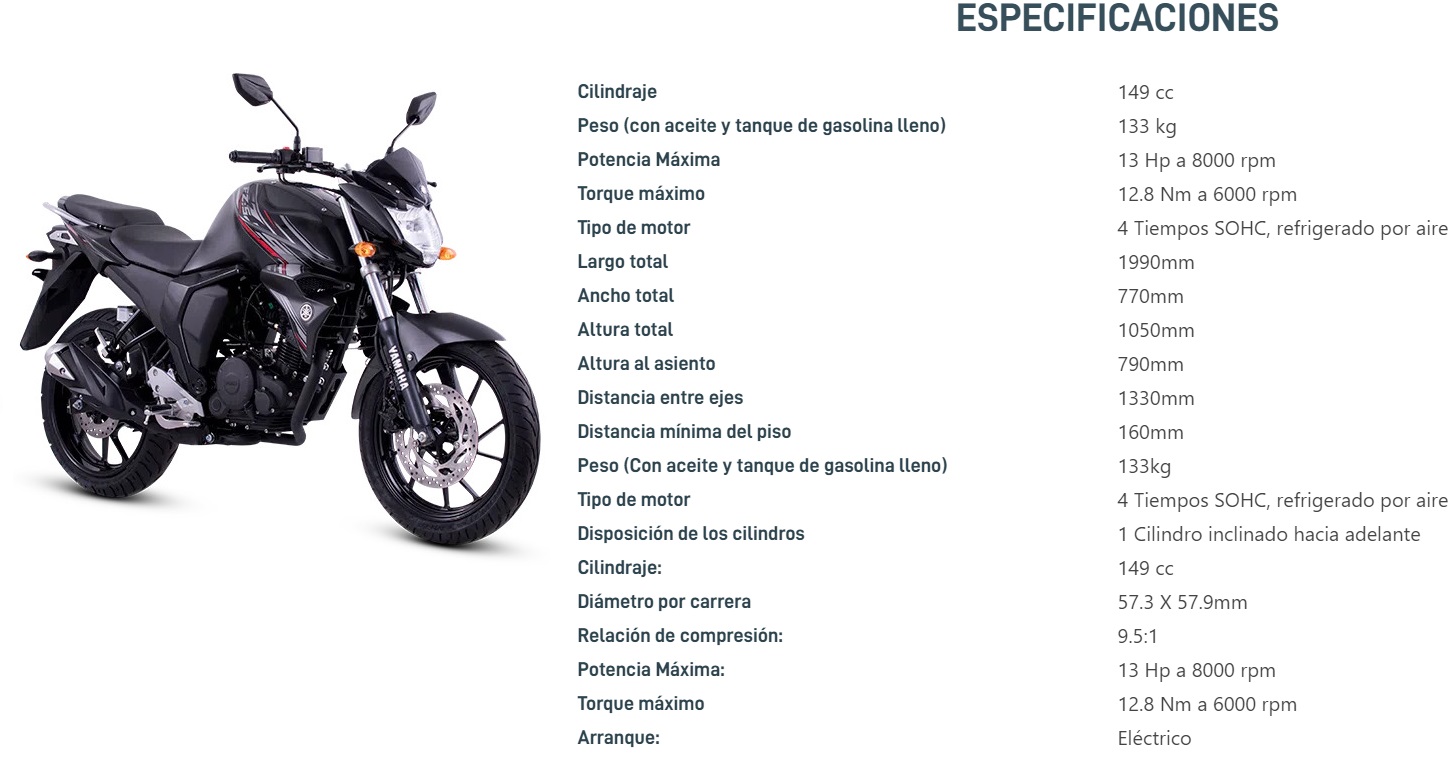 ESPECIFICACIONES
Cilindraje 149 cc
Peso (con aceite y tanque de gasolina lleno) 133 kg
Potencia Máxima 13 Hp a 8000 rpm
Torque máximo 12.8 Nm a 6000 rpm
Tipo de motor 4 Tiempos SOHC, refrigerado por aire
Largo total 1990mm
Ancho total 770mm
Altura total 1050mm
Altura al asiento 790mm
Distancia entre ejes 1330mm
Distancia mínima del piso 160mm
Peso (Con aceite y tanque de gasolina lleno) 133kg
Tipo de motor 4 Tiempos SOHC, refrigerado por aire
Disposición de los cilindros 1 Cilindro inclinado hacia adelante
Cilindraje: 149 cc
Diámetro por carrera 57.3 X 57.9mm
Relación de compresión: 9.5:1
Potencia Máxima: 13 Hp a 8000 rpm
Torque máximo 12.8 Nm a 6000 rpm
Arranque: Eléctrico
YAMAHA